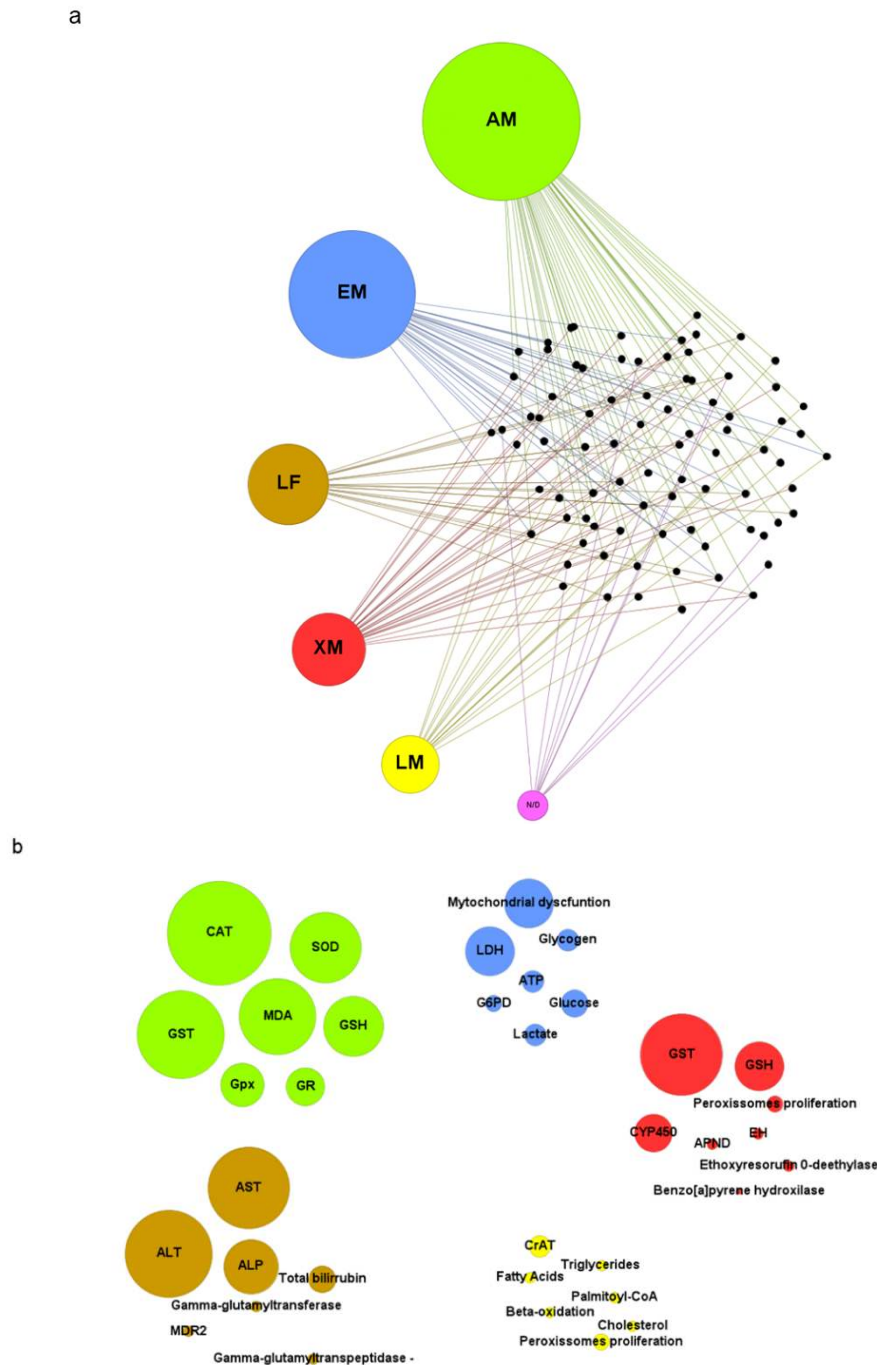 a
AM
EM
LF
XM
LM
N/D
b
CAT
SOD
GST
MDA
GSH
Gpx
GR
Mytochondrial dyscfuntion
LDH
Glycogen
ATP
G6PD
Glucose
Lactate
GST
GSH
Peroxissomes proliferation
CYP450
APND
EH
Ethoxyresorufin 0-deethylase
Benzo[a]pyrene hydroxilase
AST
ALT
ALP
Total bilirrubin
Gamma-glutamyltransferase
MDR2
Gamma-glutamyltranspeptidase -
CrAT
Triglycerides
Fatty Acids
Palmitoyl-CoA
Beta-oxidation
Cholesterol
Peroxissomes proliferation